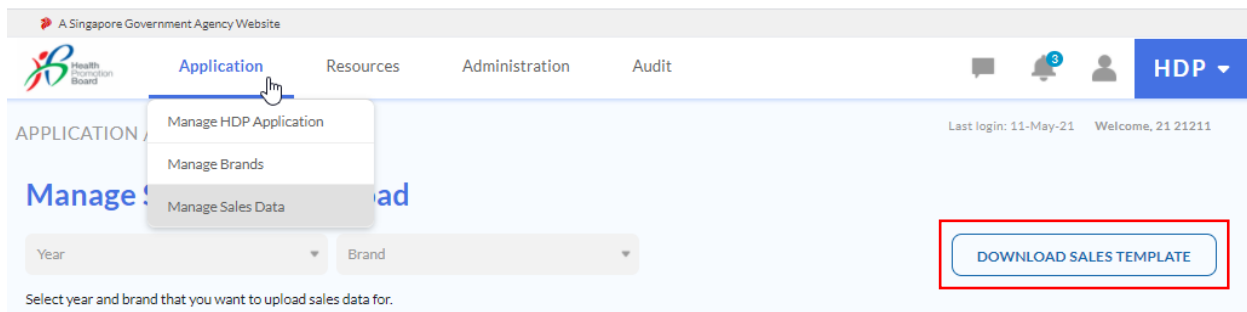 A Singapore Government Agency Website
Health
Promotion
Board
Application
Resources
Administration
Audit
3
HDP
Manage HDP Application
Manage Brands
Manage Sales Data
APPLICATION /
Last login: 11-May-21 Welcome, 21 21211
Manage
Year
Brand
DOWNLOAD SALES TEMPLATE
Select year and brand that you want to upload sales data for.